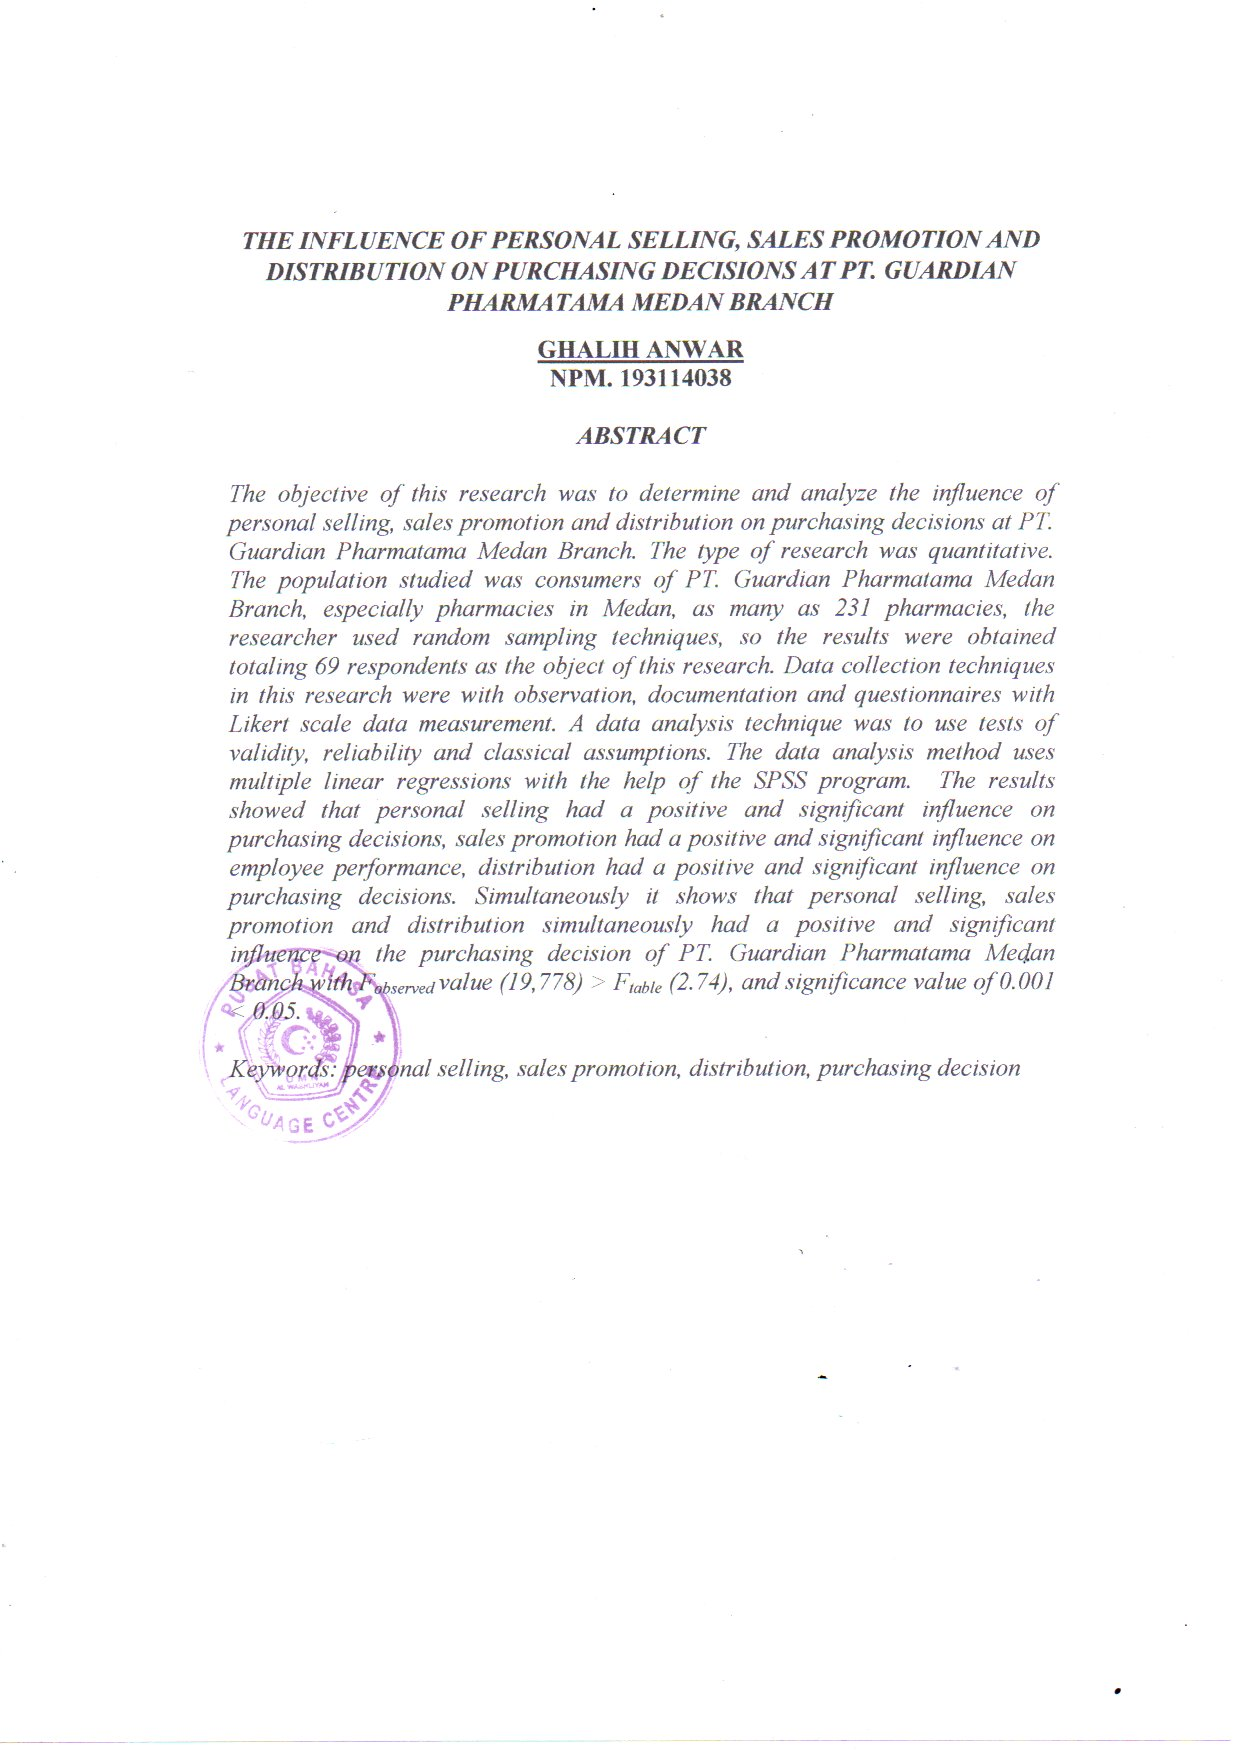 THE INFLUENCE OF PERSONAL SELLING, SALES PROMOTION AND
DISTRIBUTION ON PURCHASING DECISIONS AT PT. GUARDIAN
PHARMATAMA MEDAN BRANCH
GHALIH ANWAR
NPM. 193114038
ABSTRACT
The objective of this research was to determine and analyze the influence of
personal selling, sales promotion and distribution on purchasing decisions at PT.
Guardian Pharmatama Medan Branch. The type of research was quantitative.
The population studied was consumers of PT. Guardian Pharmatama Medan
Branch, especially pharmacies in Medan, as many as 231 pharmacies, the
researcher used random sampling techniques, so the results were obtained
totaling 69 respondents as the object of this research. Data collection techniques
in this research were with observation, documentation and questionnaires with
Likert scale data measurement. A data analysis technique was to use tests of
validity, reliability and classical assumptions. The data analysis method uses
multiple linear regressions with the help of the SPSS program. The results
showed that personal selling had a positive and significant influence on
purchasing decisions, sales promotion had a positive and significant influence on
employee performance, distribution had a positive and significant influence on
purchasing decisions. Simultaneously it shows that personal selling, sales
promotion and distribution simultaneously had a positive and significant
influence on the purchasing decision of PT. Guardian Pharmatama Medan
Branch with F observed value (19,778) > F table (2.74), and significance value of 0.001
< 0.05.
Keywords: personal selling, sales promotion, distribution, purchasing decision
PUSAT BAHASA
UMN
AL WASHLIYAH
LANGUAGE CENTRE